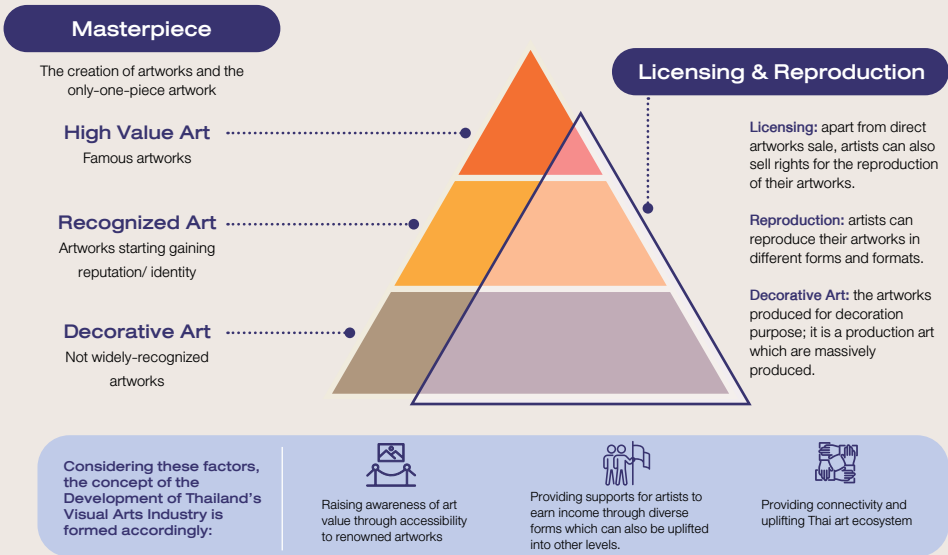 Masterpiece
The creation of artworks and the
only-one-piece artwork
High Value Art
Famous artworks
Recognized Art
Artworks starting gaining
reputation/ identity
Decorative Art
Not widely-recognized
artworks
Licensing & Reproduction
Licensing: apart from direct
artworks sale, artists can also
sell rights for the reproduction
of their artworks.
Reproduction: artists can
reproduce their artworks in
different forms and formats.
Decorative Art: the artworks
produced for decoration
purpose; it is a production art
which are massively
produced.
Considering these factors,
the concept of the
Development of Thailand's
Visual Arts Industry is
formed accordingly:
Raising awareness of art
value through accessibility
to renowned artworks
Providing supports for artists to
earn income through diverse
forms which can also be uplifted
into other levels.
Providing connectivity and
uplifting Thai art ecosystem